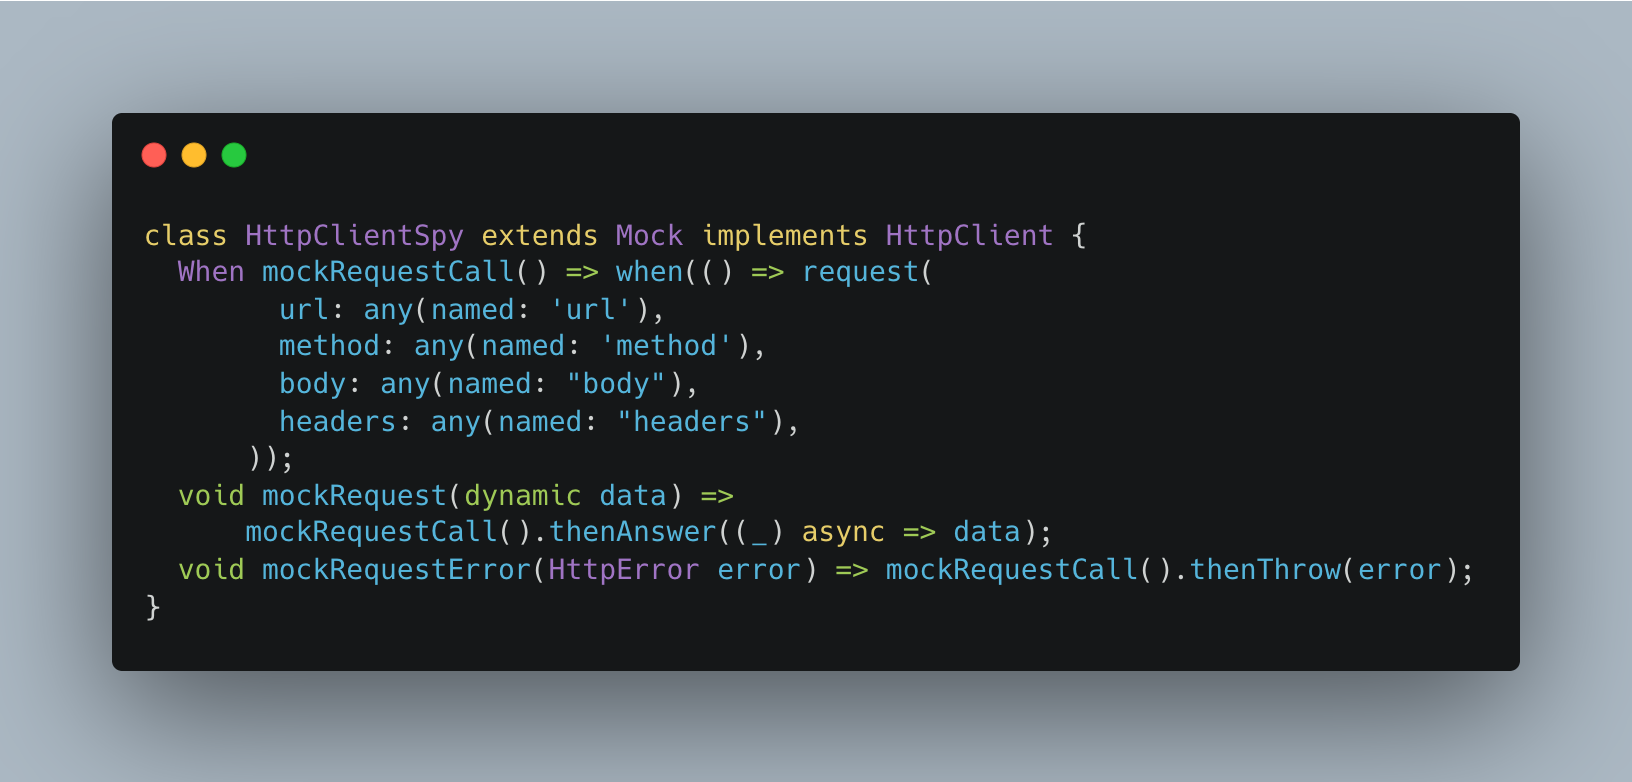 class HttpClientSpy extends Mock implements HttpClient {
  When mockRequestCall() => when(() => request(
        url: any(named: 'url'),
        method: any(named: 'method'),
        body: any(named: "body"),
        headers: any(named: "headers"),
      ));
  void mockRequest(dynamic data) =>
      mockRequestCall().thenAnswer((_) async => data);
  void mockRequestError(HttpError error) => mockRequestCall().thenThrow(error);
}